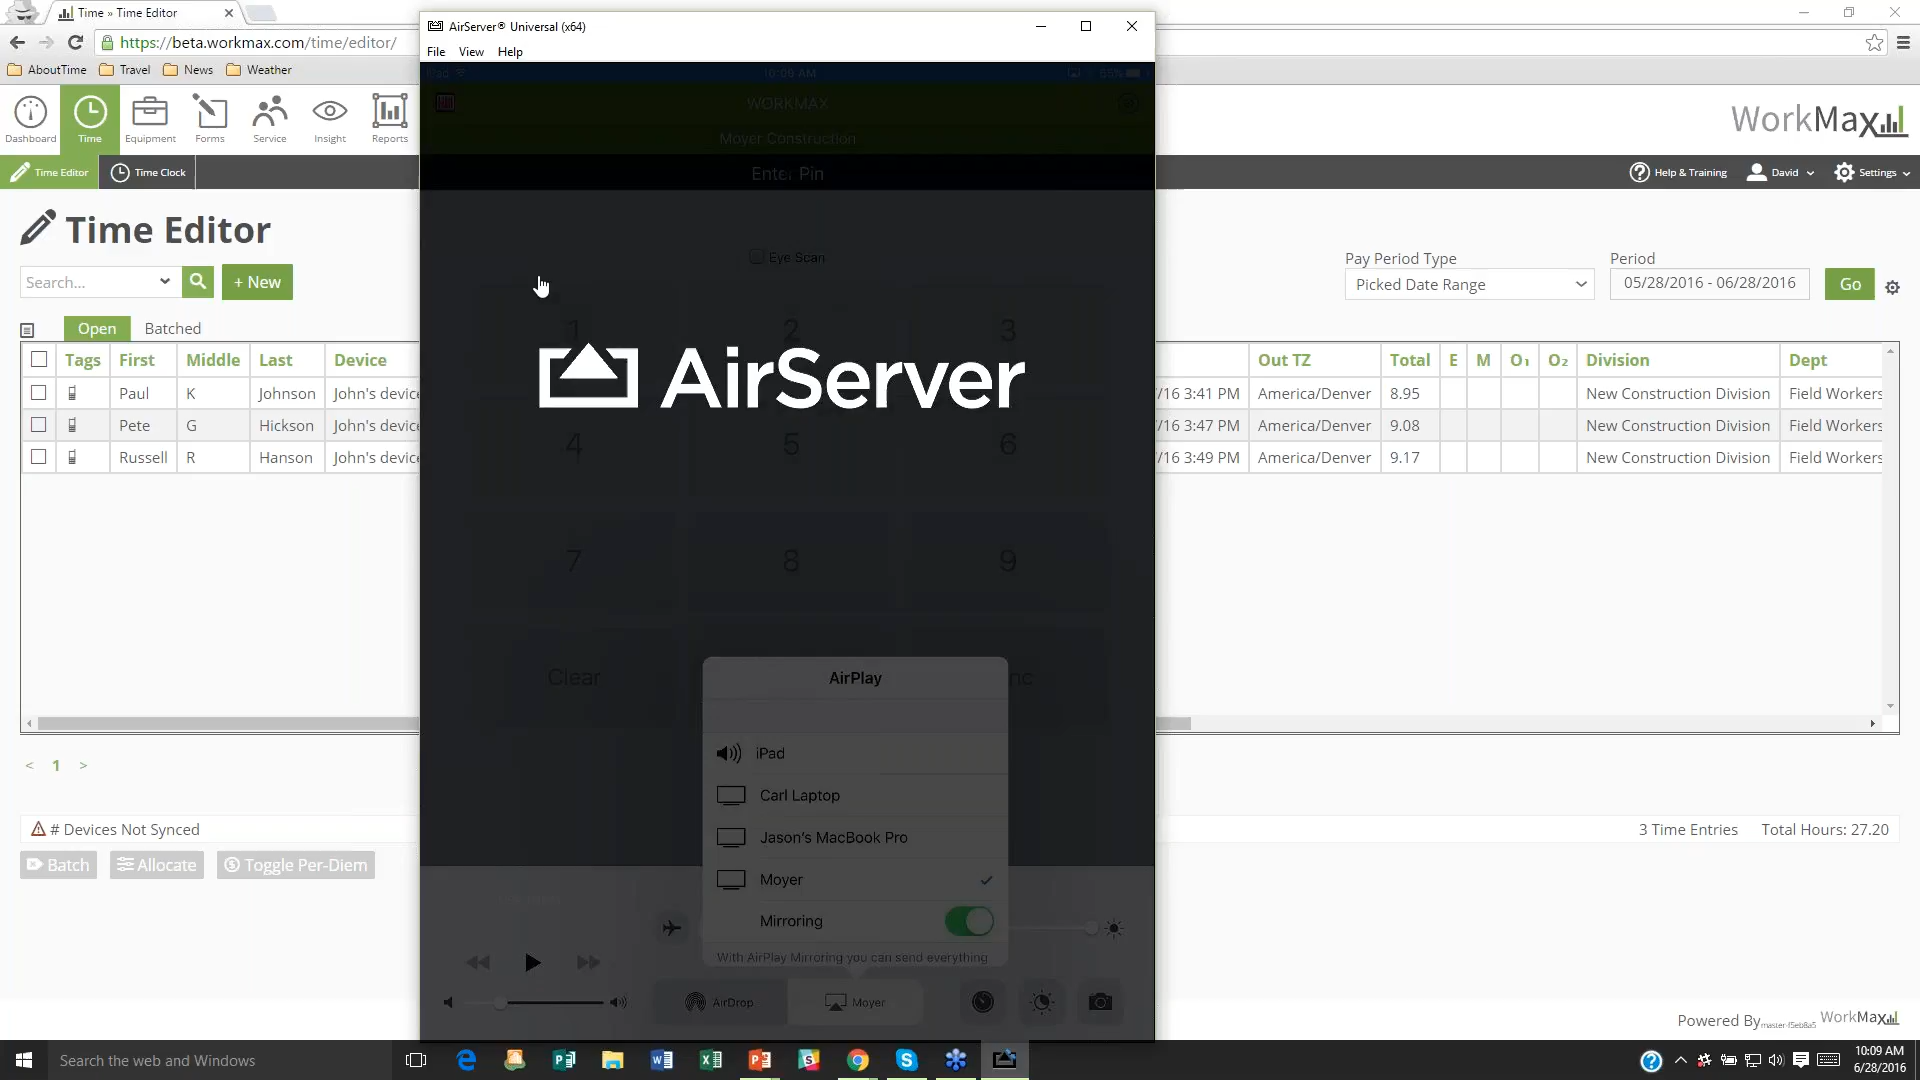 Time » Time Editor
https://beta.workmax.com/time/editor/
AboutTime Travel News Weather
Dashboard Time Equipment Forms Service Insight Reports
WorkMax
Time Editor Time Clock
Help & Training David Settings
Time Editor
Search... + New
Pay Period Type Period
Picked Date Range 05/28/2016 - 06/28/2016 Go
Open Batched
Tags First Middle Last Device Out TZ Total E M O1 O2 Division Dept
Paul K Johnson John's device /16 3:41 PM America/Denver 8.95 New Construction Division Field Workers
Pete G Hickson John's device /16 3:47 PM America/Denver 9.08 New Construction Division Field Workers
Russell R Hanson John's device /16 3:49 PM America/Denver 9.17 New Construction Division Field Workers
< 1 >
# Devices Not Synced 3 Time Entries Total Hours: 27.20
Batch Allocate Toggle Per-Diem
Powered By master-f5eb8a5 WorkMax
AirServer® Universal (x64)
File View Help
iPad 10:09 AM 55%
WORKMAX
Moyer Construction
Enter Pin
Eye Scan
1 2 3
AirServer
4 5 6
7 8 9
Clear nc
AirPlay
iPad
Carl Laptop
Jason's MacBook Pro
Moyer
Mirroring
With AirPlay Mirroring you can send everything
AirDrop Moyer
Search the web and Windows
10:09 AM
6/28/2016